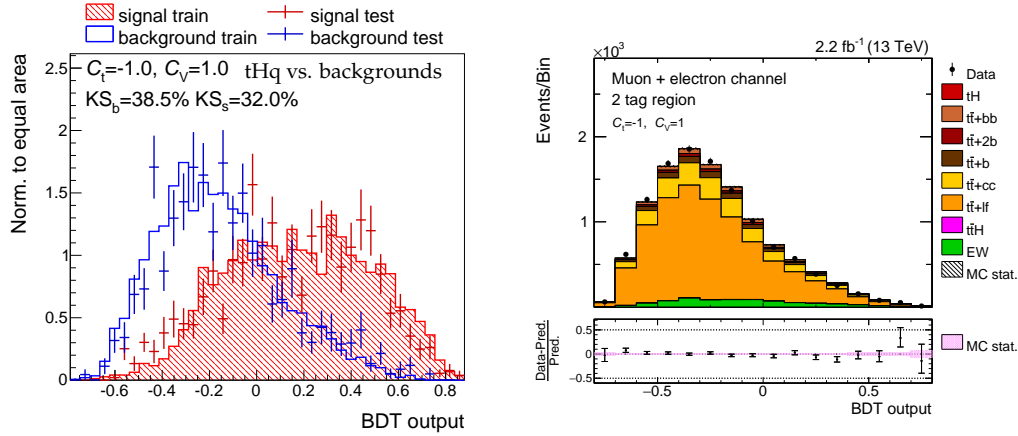 signal train
signal test
background train
background test
C_t=-1.0, C_V=1.0 tHq vs. backgrounds
KS_b=38.5% KS_s=32.0%
Norm. to equal area
2.5
2
1.5
1
0.5
0
-0.6 -0.4 -0.2 0 0.2 0.4 0.6 0.8
BDT output
×10³
2.2 fb⁻¹ (13 TeV)
Muon + electron channel
2 tag region
C_t=-1, C_V=1
Events/Bin
2
1
Data
tH
tt̄+bb
tt̄+2b
tt̄+b
tt̄+cc
tt̄+lf
tt̄H
EW
MC stat.
Data-Pred.
Pred.
0.5
0
−0.5
MC stat.
−0.5 0 0.5
BDT output